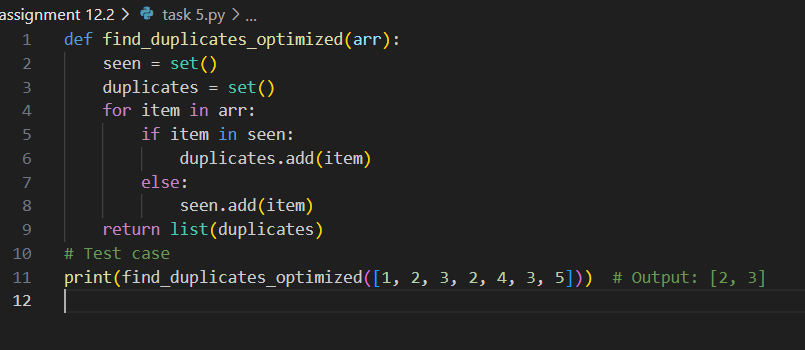 assignment 12.2 > task 5.py > ...
1 def find_duplicates_optimized(arr):
2     seen = set()
3     duplicates = set()
4     for item in arr:
5         if item in seen:
6             duplicates.add(item)
7         else:
8             seen.add(item)
9     return list(duplicates)
10 # Test case
11 print(find_duplicates_optimized([1, 2, 3, 2, 4, 3, 5]))  # Output: [2, 3]
12